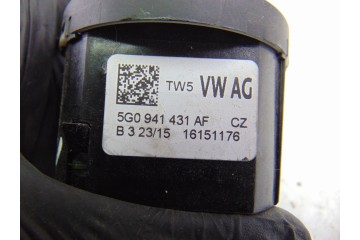 TW5 VW AG
5G0 941 431 AF CZ
B 3 23/15 16151176